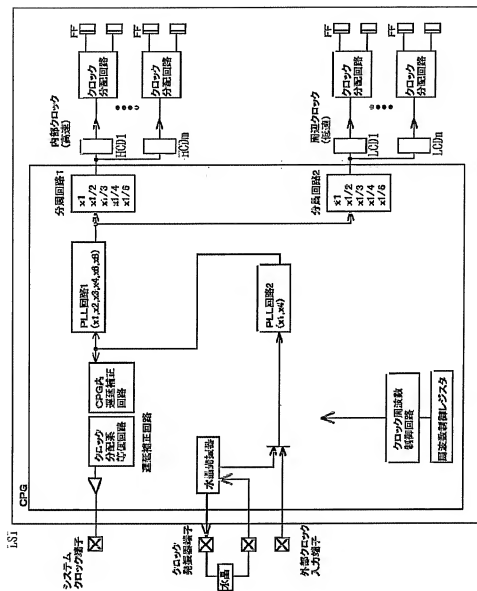 LSI
CPG
システム
クロック端子
クロック
分配系
等価回路
CPG内
遅延補正
回路
遅延補正回路
PLL回路1
(x1,x2,x3,x4,x6,x8)
分周回路1
x1
x1/2
x1/3
x1/4
x1/6
内部クロック
(高速)
HCD1
HCDm
クロック
分配回路
FF
クロック
分配回路
FF
クロック
発振器端子
水晶
水晶発振器
外部クロック
入力端子
PLL回路2
(x1,x4)
分周回路2
x1
x1/2
x1/3
x1/4
x1/6
周辺クロック
(低速)
LCD1
LCDn
クロック
分配回路
FF
クロック
分配回路
FF
クロック周波数
制御回路
周波数制御レジスタ